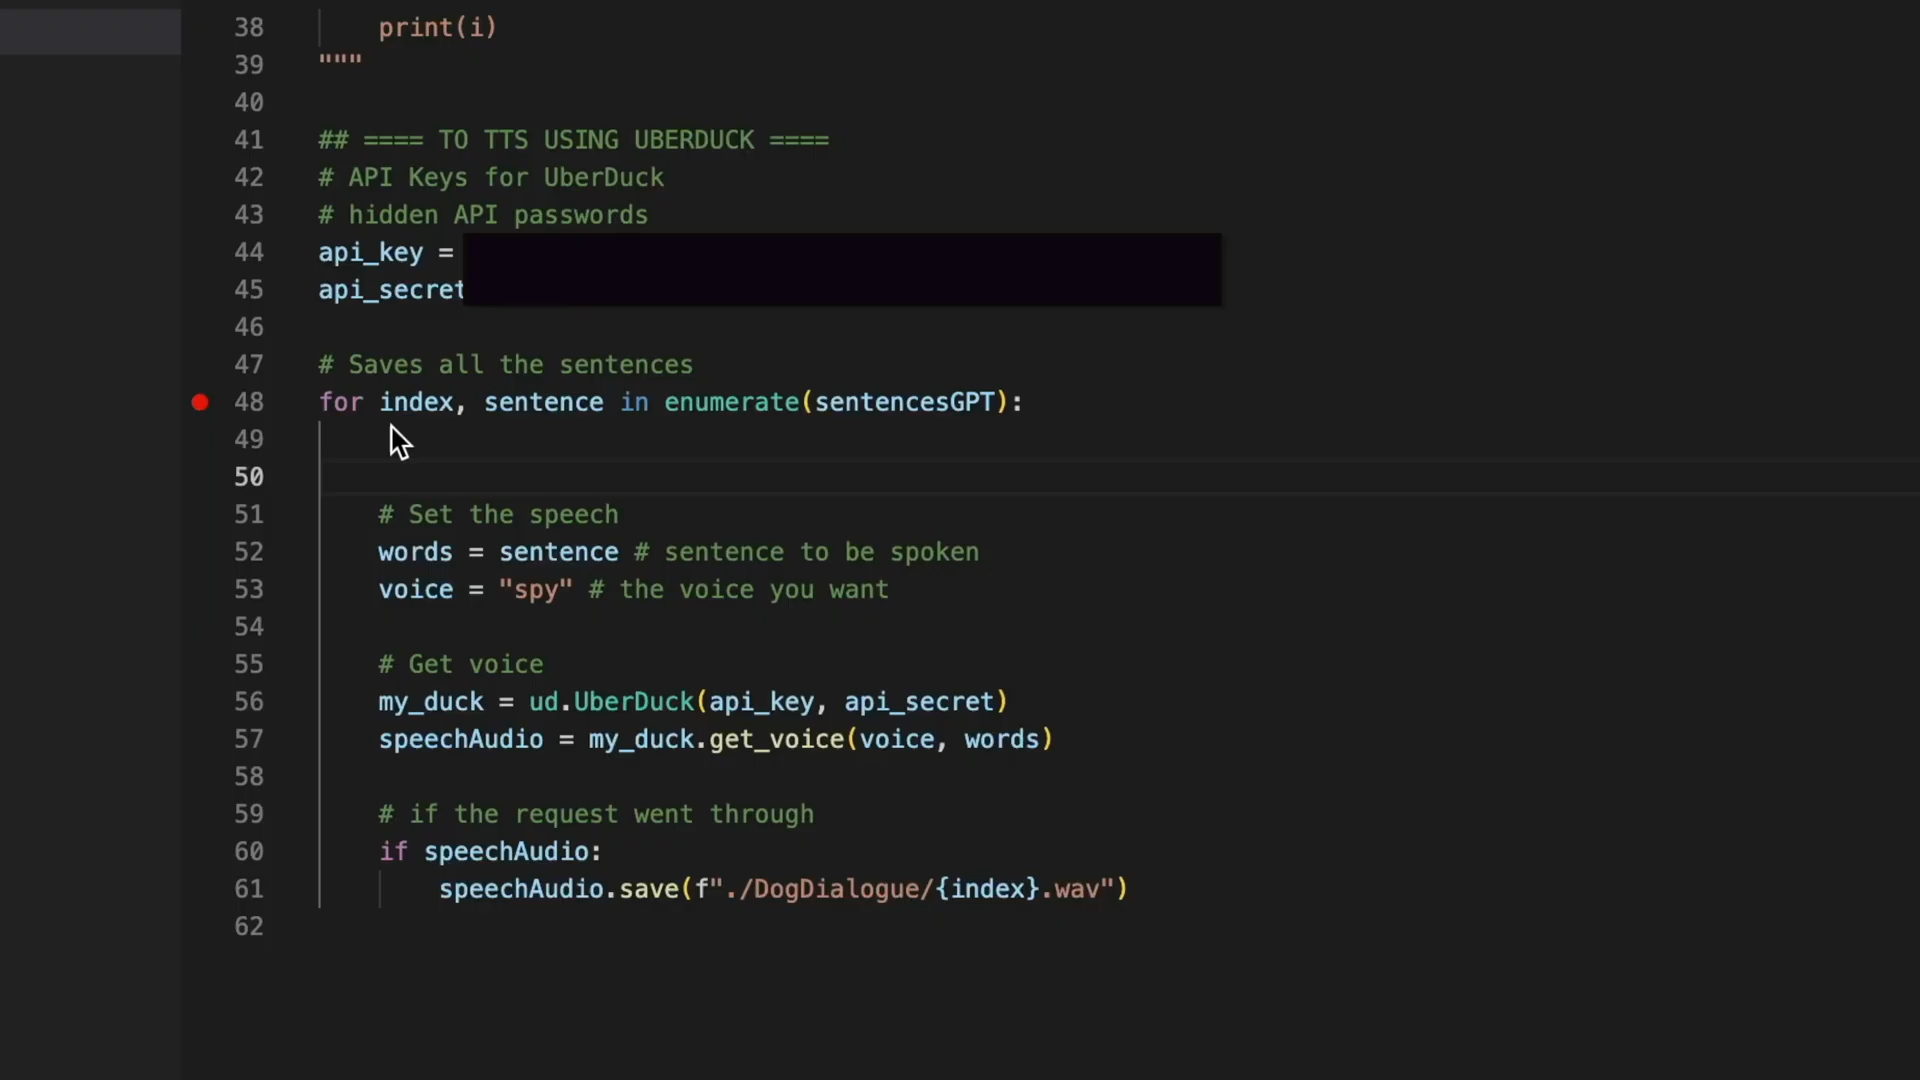 38 print(i)
39 """
40
41 ## ==== TO TTS USING UBERDUCK ====
42 # API Keys for UberDuck
43 # hidden API passwords
44 api_key =
45 api_secret
46
47 # Saves all the sentences
48 for index, sentence in enumerate(sentencesGPT):
49
50
51 # Set the speech
52 words = sentence # sentence to be spoken
53 voice = "spy" # the voice you want
54
55 # Get voice
56 my_duck = ud.UberDuck(api_key, api_secret)
57 speechAudio = my_duck.get_voice(voice, words)
58
59 # if the request went through
60 if speechAudio:
61 speechAudio.save(f"./DogDialogue/{index}.wav")
62